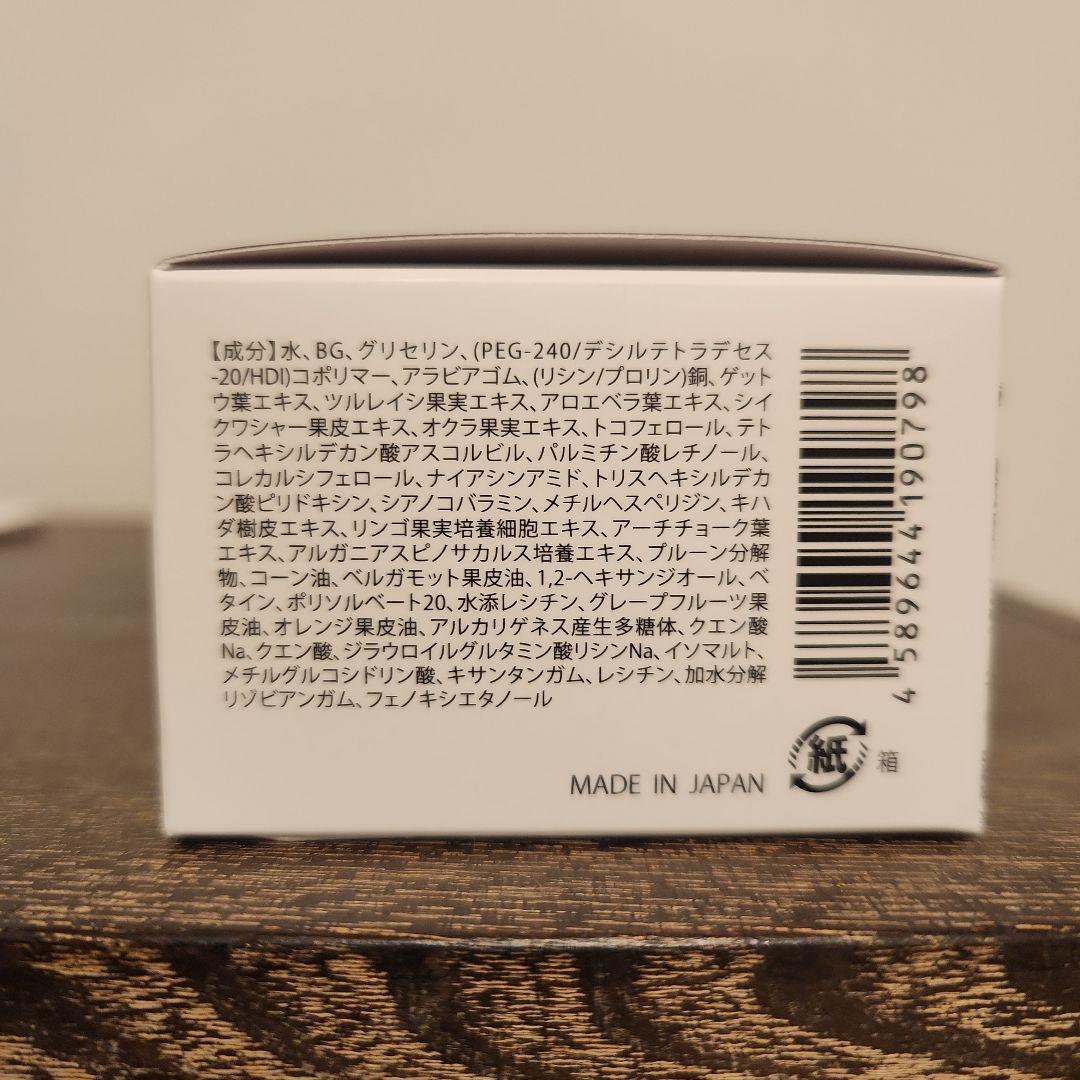 【成分】水、BG、グリセリン、(PEG-240/デシルテトラデセス
-20/HDI)コポリマー、アラビアゴム、(リシン/プロリン)銅、ゲット
ウ葉エキス、ツルレイシ果実エキス、アロエベラ葉エキス、シイ
クワシャー果皮エキス、オクラ果実エキス、トコフェロール、テト
ラヘキシルデカン酸アスコルビル、パルミチン酸レチノール、
コレカルシフェロール、ナイアシンアミド、トリスヘキシルデカ
ン酸ピリドキシン、シアノコバラミン、メチルヘスペリジン、キハ
ダ樹皮エキス、リンゴ果実培養細胞エキス、アーチチョーク葉
エキス、アルガニアスピノサカルス培養エキス、プルーン分解
物、コーン油、ベルガモット果皮油、1,2-ヘキサンジオール、ベ
タイン、ポリソルベート20、水添レシチン、グレープフルーツ果
皮油、オレンジ果皮油、アルカリゲネス産生多糖体、クエン酸
Na、クエン酸、ジラウロイルグルタミン酸リシンNa、イソマルト、
メチルグルコシドリン酸、キサンタンガム、レシチン、加水分解
リゾビアンガム、フェノキシエタノール
4589644190798
紙 箱
MADE IN JAPAN